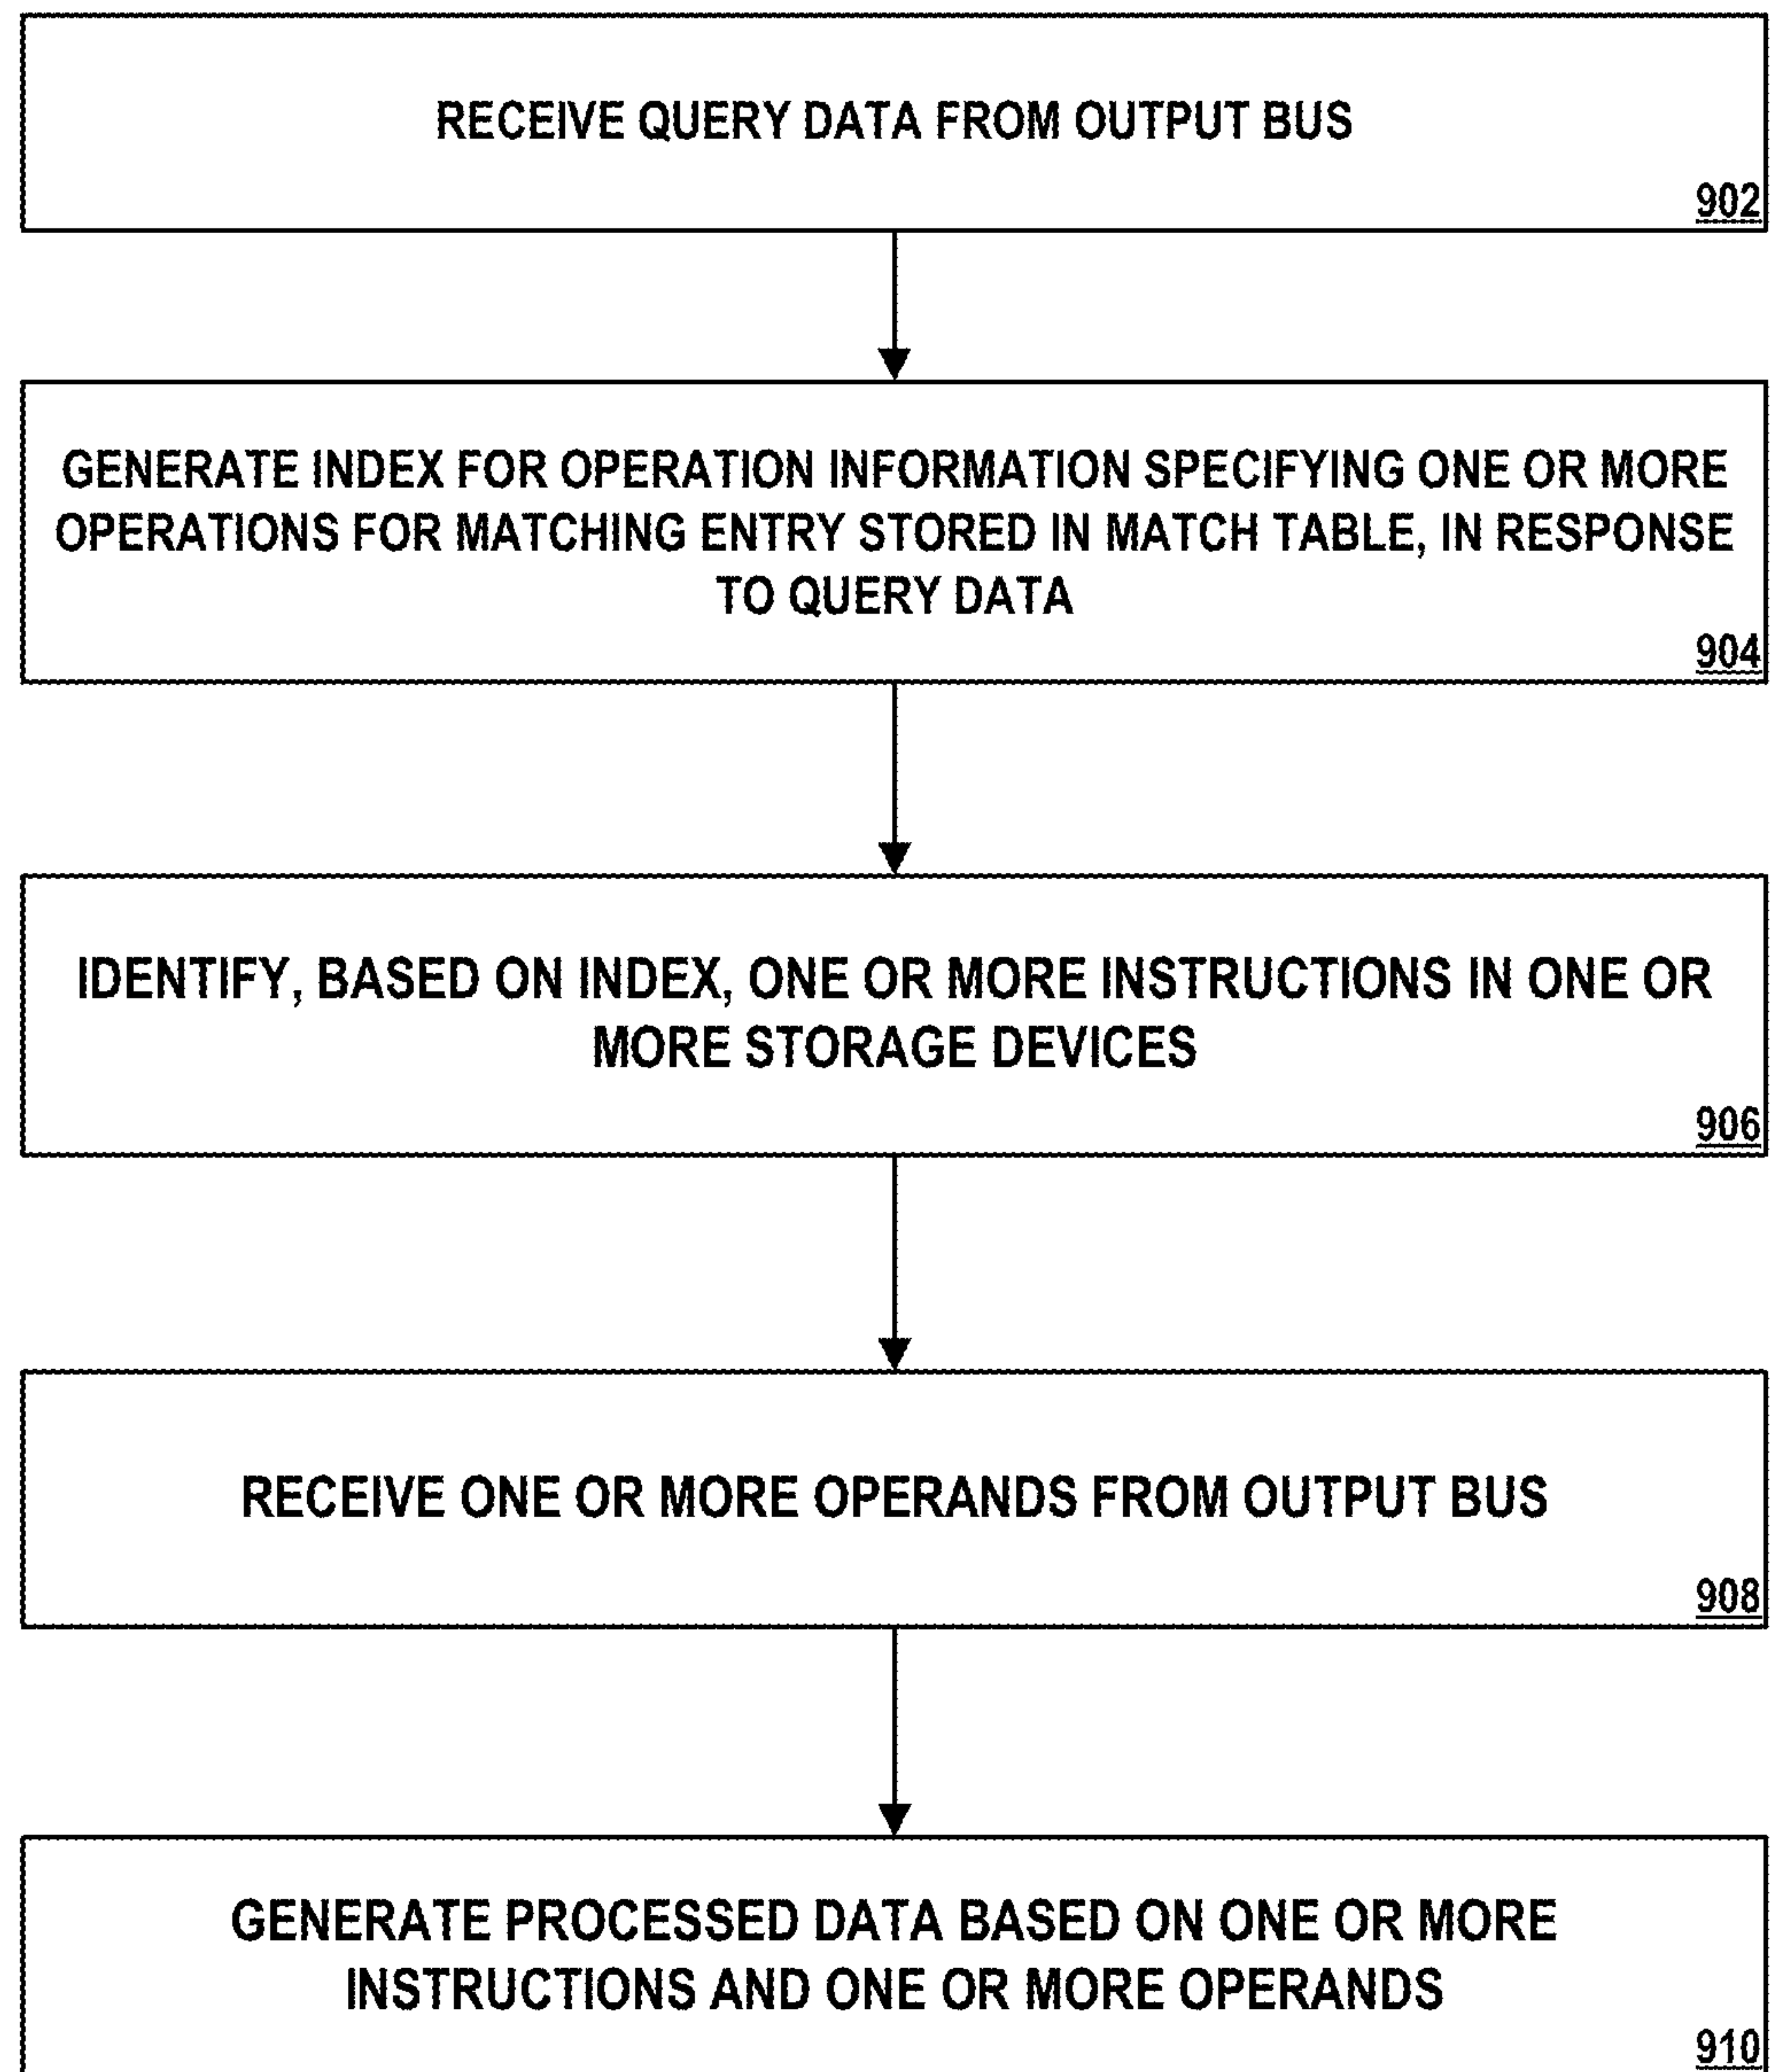 RECEIVE QUERY DATA FROM OUTPUT BUS
902
GENERATE INDEX FOR OPERATION INFORMATION SPECIFYING ONE OR MORE
OPERATIONS FOR MATCHING ENTRY STORED IN MATCH TABLE, IN RESPONSE
TO QUERY DATA
904
IDENTIFY, BASED ON INDEX, ONE OR MORE INSTRUCTIONS IN ONE OR
MORE STORAGE DEVICES
906
RECEIVE ONE OR MORE OPERANDS FROM OUTPUT BUS
908
GENERATE PROCESSED DATA BASED ON ONE OR MORE
INSTRUCTIONS AND ONE OR MORE OPERANDS
910